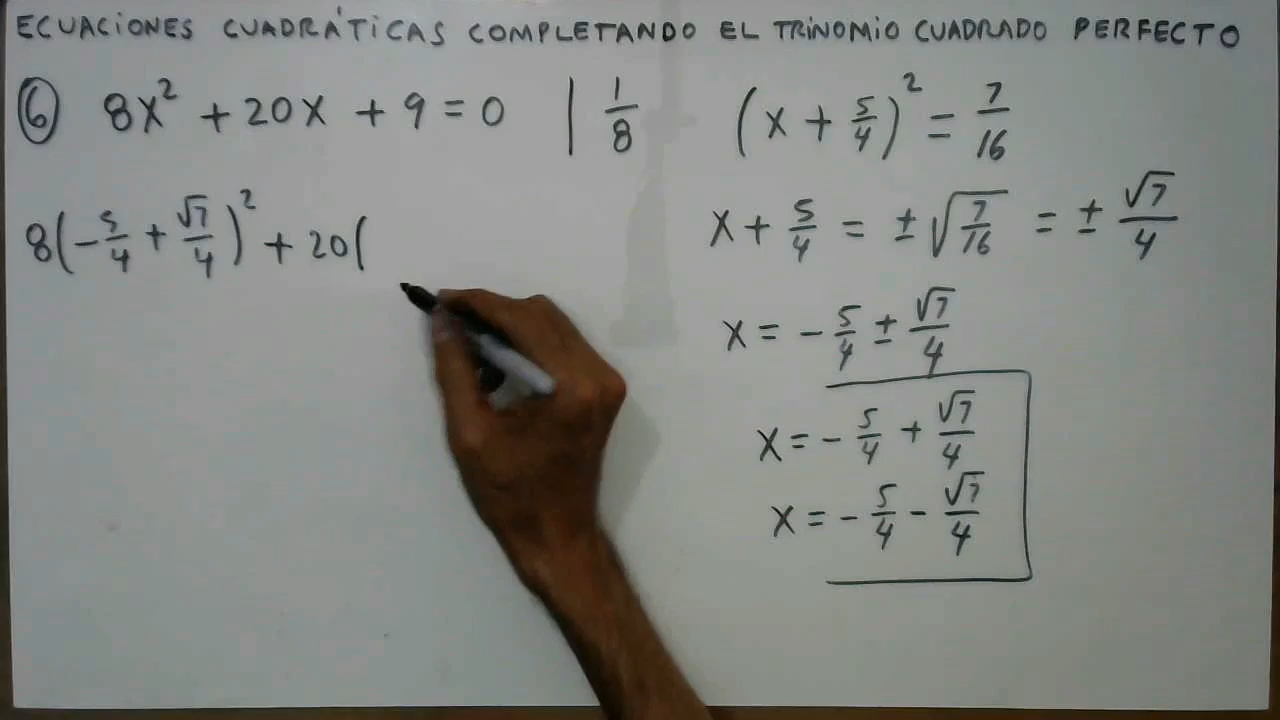 ECUACIONES CUADRÁTICAS COMPLETANDO EL TRINOMIO CUADRADO PERFECTO
6 8x² + 20x + 9 = 0 | 1/8
8(-5/4 + √7/4)² + 20(
(x + 5/4)² = 7/16
x + 5/4 = ±√(7/16) = ± √7/4
x = - 5/4 ± √7/4
x = - 5/4 + √7/4
x = - 5/4 - √7/4